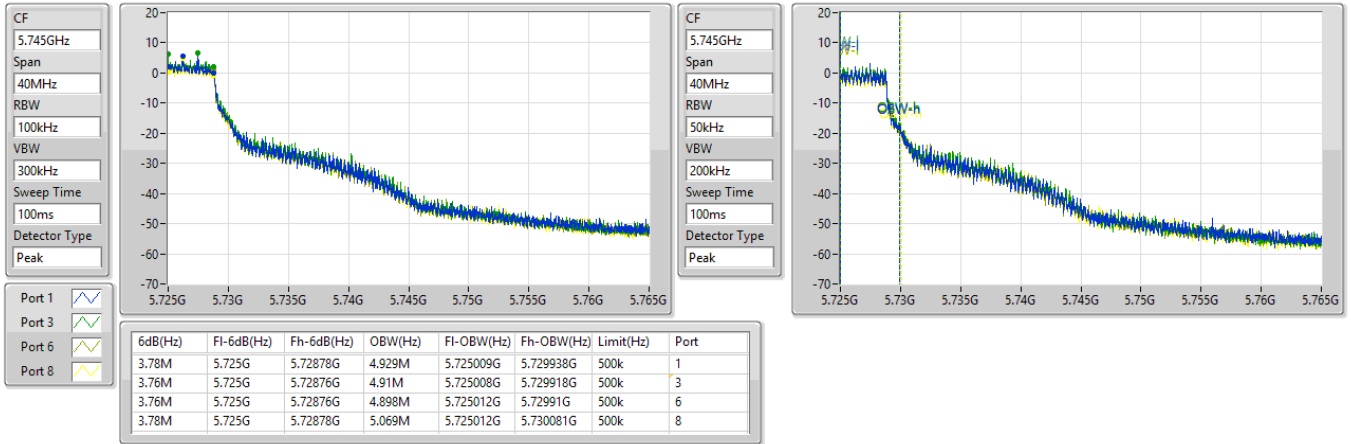 CF
5.745GHz
Span
40MHz
RBW
100kHz
VBW
300kHz
Sweep Time
100ms
Detector Type
Peak
20
10
0
-10
-20
-30
-40
-50
-60
-70
5.725G 5.73G 5.735G 5.74G 5.745G 5.75G 5.755G 5.76G 5.765G
CF
5.745GHz
Span
40MHz
RBW
50kHz
VBW
200kHz
Sweep Time
100ms
Detector Type
Peak
20
10
0
-10
-20
-30
-40
-50
-60
-70
OBW-h
5.725G 5.73G 5.735G 5.74G 5.745G 5.75G 5.755G 5.76G 5.765G
Port 1
Port 3
Port 6
Port 8
6dB(Hz) Fl-6dB(Hz) Fh-6dB(Hz) OBW(Hz) Fl-OBW(Hz) Fh-OBW(Hz) Limit(Hz) Port
3.78M 5.725G 5.72878G 4.929M 5.725009G 5.729938G 500k 1
3.76M 5.725G 5.72876G 4.91M 5.725008G 5.729918G 500k 3
3.76M 5.725G 5.72876G 4.898M 5.725012G 5.72991G 500k 6
3.78M 5.725G 5.72878G 5.069M 5.725012G 5.730081G 500k 8